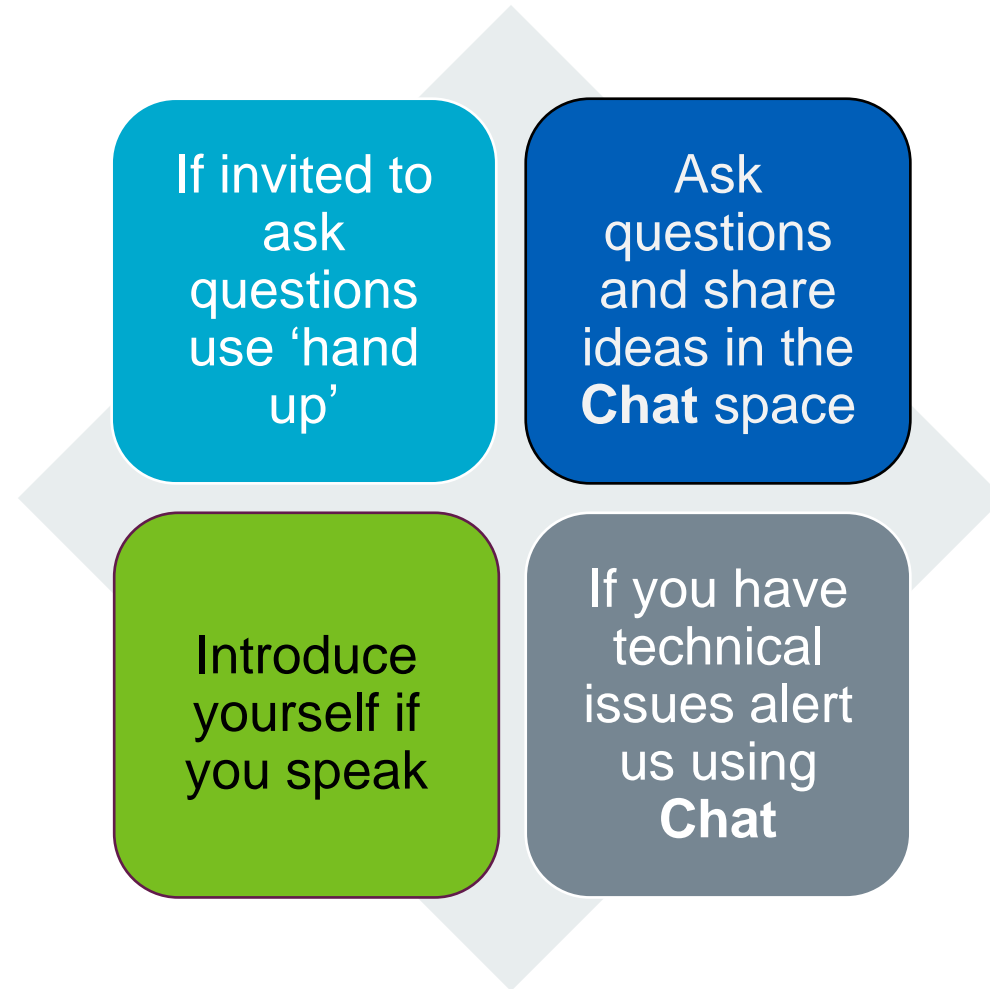 If invited to
ask
questions
use ‘hand
up’
Ask
questions
and share
ideas in the
Chat space
Introduce
yourself if
you speak
If you have
technical
issues alert
us using
Chat